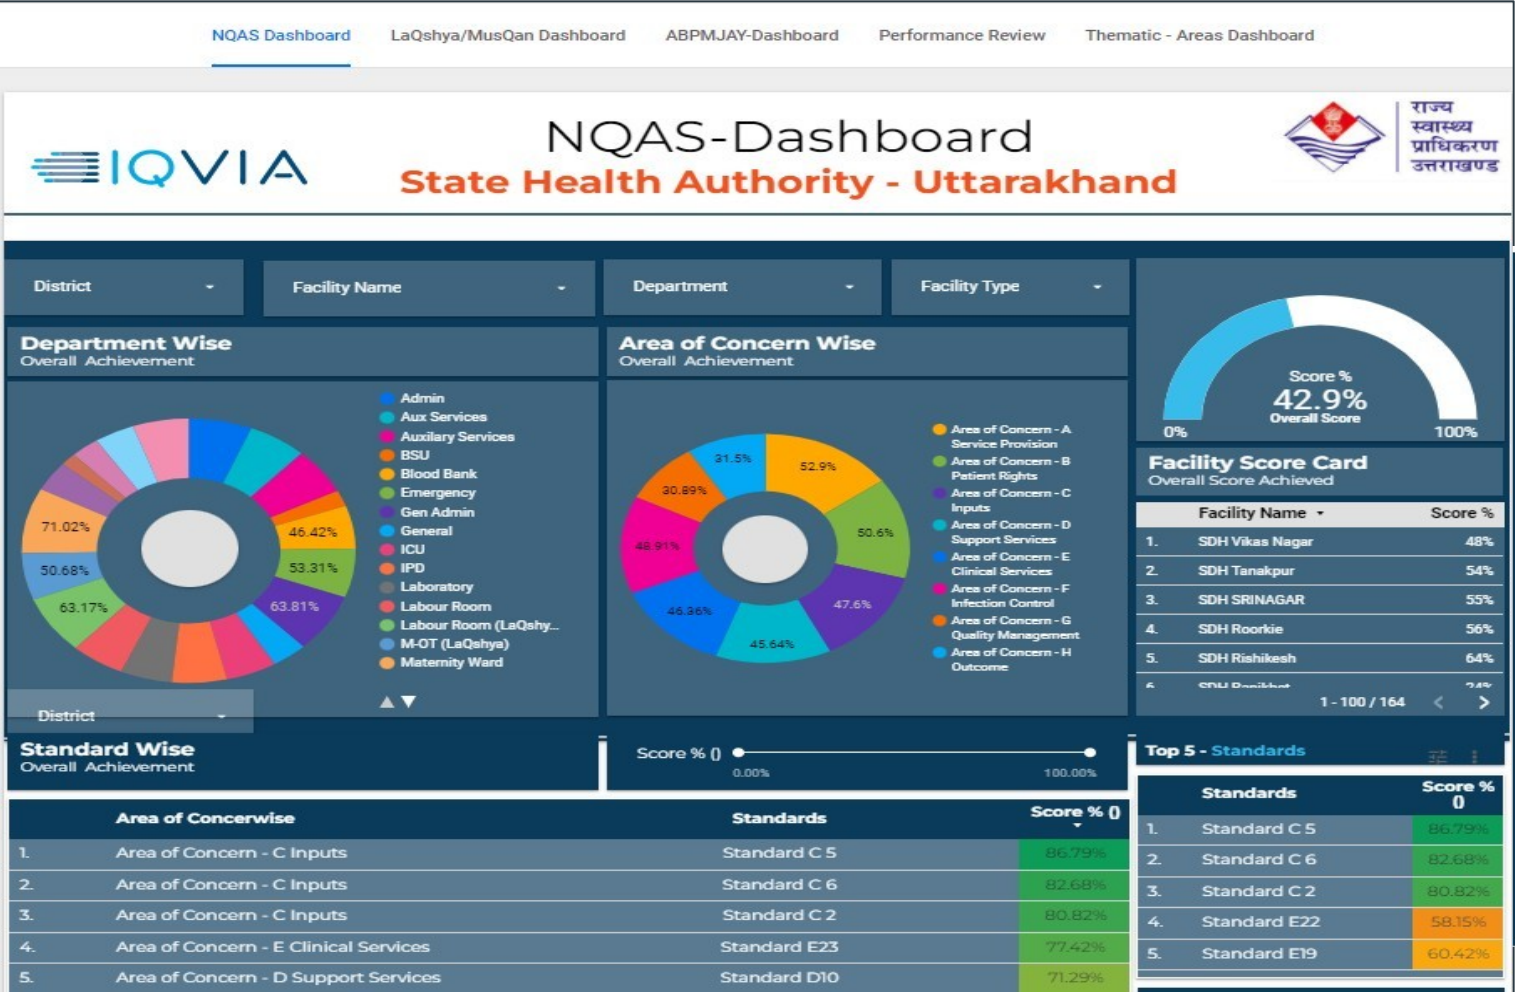 NQAS Dashboard LaQshya/MusQan Dashboard ABPMJAY-Dashboard Performance Review Thematic - Areas Dashboard
IQVIA
NQAS-Dashboard
State Health Authority - Uttarakhand
राज्य
स्वास्थ्य
प्राधिकरण
उत्तराखण्ड
District Facility Name Department Facility Type
Department Wise
Overall Achievement
71.02%
50.68%
63.17%
46.42%
53.31%
63.81%
Admin
Aux Services
Auxilary Services
BSU
Blood Bank
Emergency
Gen Admin
General
ICU
IPD
Laboratory
Labour Room
Labour Room (LaQshy...
M-OT (LaQshya)
Maternity Ward
District
Area of Concern Wise
Overall Achievement
31.5%
52.9%
30.89%
50.6%
48.91%
47.6%
46.36%
45.64%
Area of Concern - A
Service Provision
Area of Concern - B
Patient Rights
Area of Concern - C
Inputs
Area of Concern - D
Support Services
Area of Concern - E
Clinical Services
Area of Concern - F
Infection Control
Area of Concern - G
Quality Management
Area of Concern - H
Outcome
Score %
42.9%
Overall Score
0% 100%
Facility Score Card
Overall Score Achieved
Facility Name Score %
1. SDH Vikas Nagar 48%
2. SDH Tanakpur 54%
3. SDH SRINAGAR 55%
4. SDH Roorkie 56%
5. SDH Rishikesh 64%
1 - 100 / 164
Standard Wise
Overall Achievement
Score % ()
0.00% 100.00%
Area of Concerwise Standards Score % ()
1. Area of Concern - C Inputs Standard C 5 86.79%
2. Area of Concern - C Inputs Standard C 6 82.68%
3. Area of Concern - C Inputs Standard C 2 80.82%
4. Area of Concern - E Clinical Services Standard E23 77.42%
5. Area of Concern - D Support Services Standard D10 71.29%
Top 5 - Standards
Standards Score %
()
1. Standard C 5 86.79%
2. Standard C 6 82.68%
3. Standard C 2 80.82%
4. Standard E22 58.15%
5. Standard E19 60.42%